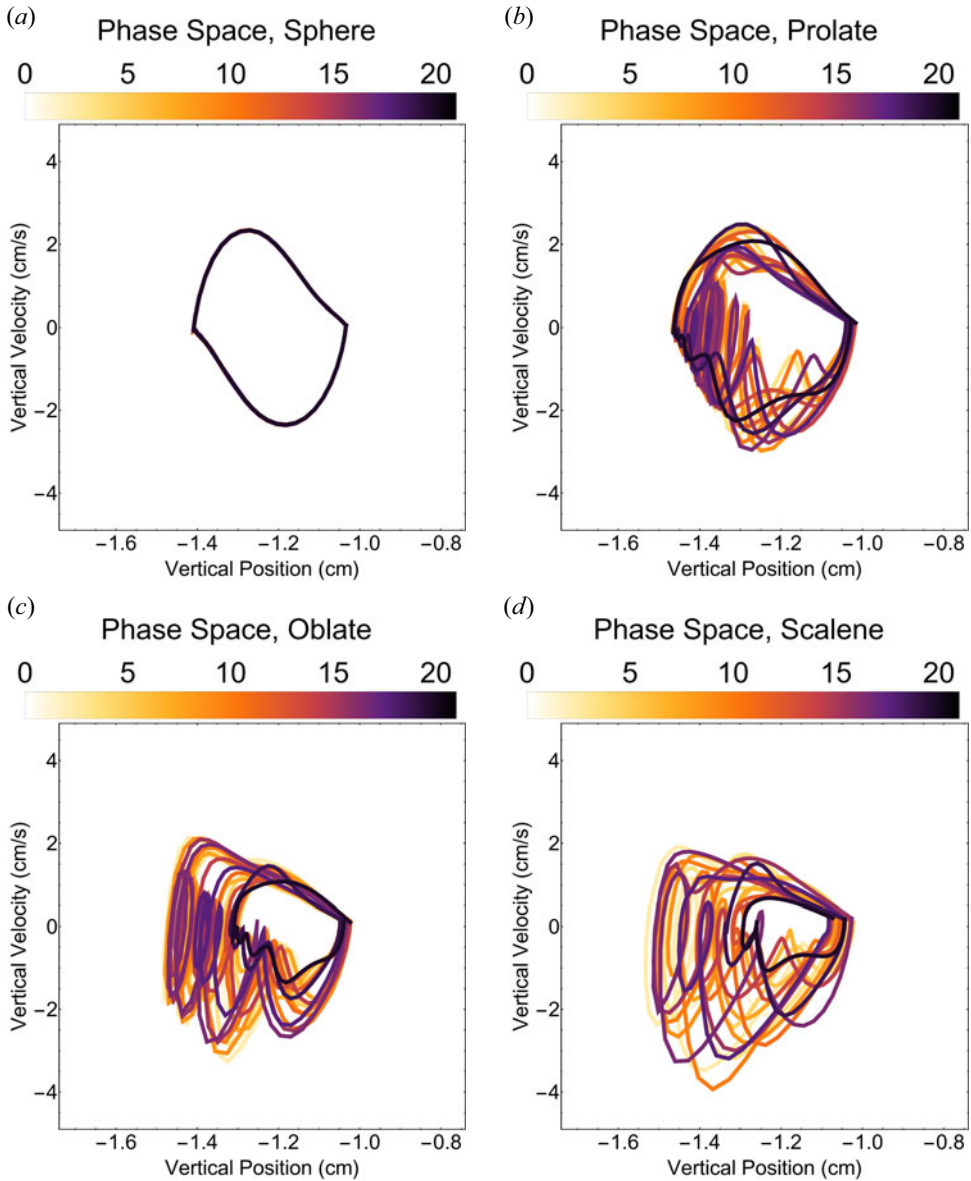 (a)
Phase Space, Sphere
0 5 10 15 20
4
2
0
−2
−4
Vertical Velocity (cm/s)
−1.6 −1.4 −1.2 −1.0 −0.8
Vertical Position (cm)
(b)
Phase Space, Prolate
0 5 10 15 20
4
2
0
−2
−4
Vertical Velocity (cm/s)
−1.6 −1.4 −1.2 −1.0 −0.8
Vertical Position (cm)
(c)
Phase Space, Oblate
0 5 10 15 20
4
2
0
−2
−4
Vertical Velocity (cm/s)
−1.6 −1.4 −1.2 −1.0 −0.8
Vertical Position (cm)
(d)
Phase Space, Scalene
0 5 10 15 20
4
2
0
−2
−4
Vertical Velocity (cm/s)
−1.6 −1.4 −1.2 −1.0 −0.8
Vertical Position (cm)